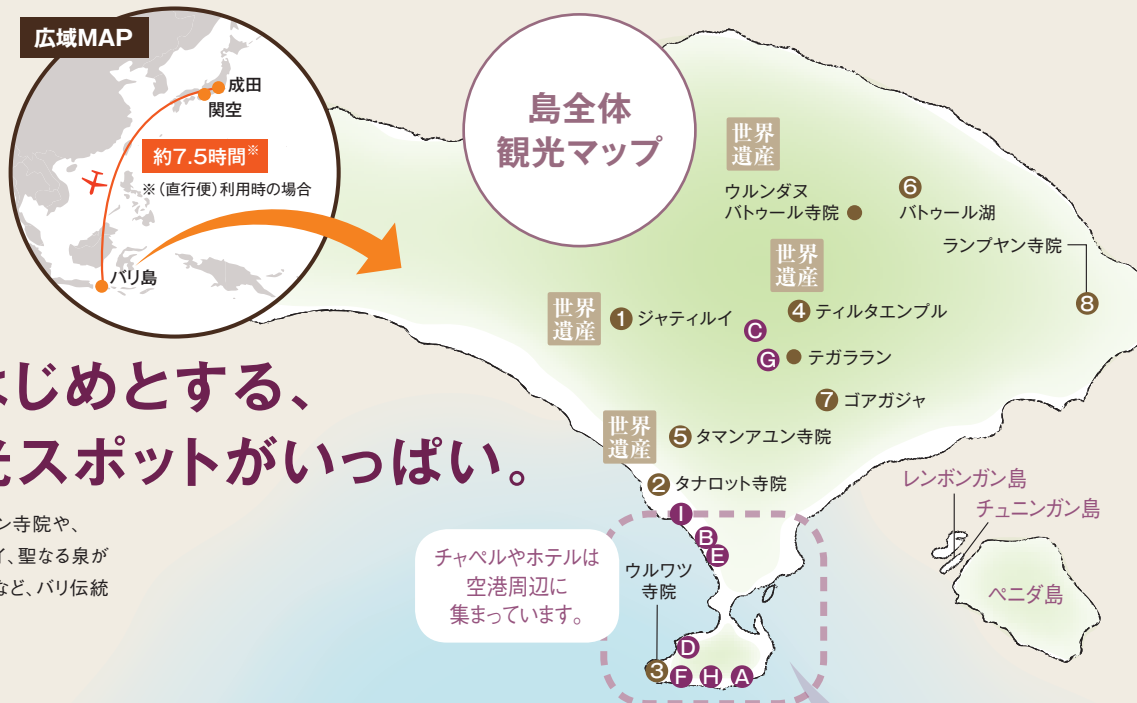 広域MAP
成田
関空
約7.5時間※
※(直行便)利用時の場合
バリ島
島全体
観光マップ
世界
遺産
ウルンダヌ
バトゥール寺院
6
バトゥール湖
ランプヤン寺院
8
世界
遺産
4 ティルタエンプル
世界
遺産
1 ジャティルイ
C
G
テガララン
7 ゴアガジャ
世界
遺産
5 タマンアユン寺院
2 タナロット寺院
I
B
E
ウルワツ
寺院
D
3
F
H
A
レンボンガン島
チュニンガン島
ペニダ島
チャペルやホテルは
空港周辺に
集まっています。
はじめとする、
光スポットがいっぱい。
ン寺院や、
イ、聖なる泉が
など、バリ伝統